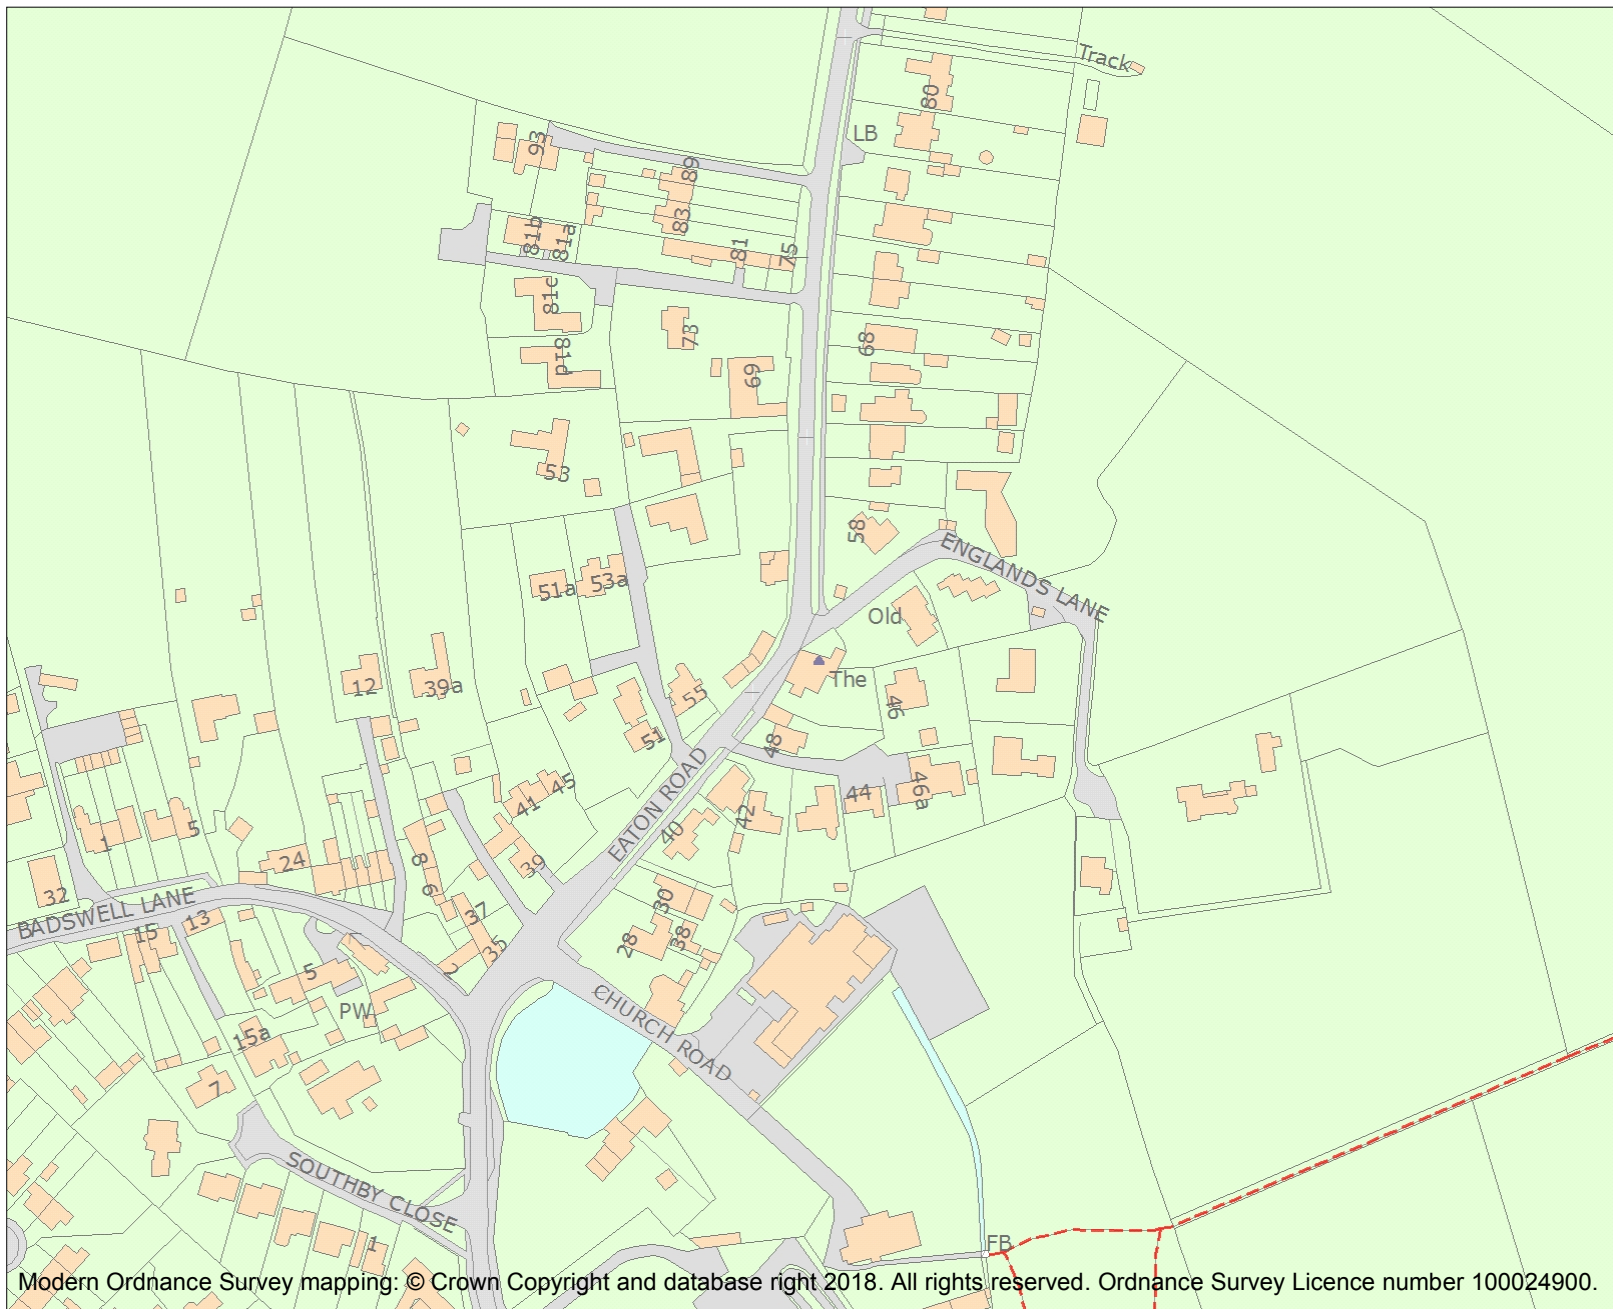 Track
80
LB
93
89
83
81b
81a
81
75
81c
73
81d
68
69
53
58
ENGLANDS LANE
51a
53a
Old
The
12
39a
55
46
51
48
EATON ROAD
41
45
44
46a
42
40
1
5
24
8
6
39
32
BADSWELL LANE
13
15
37
35
30
28
38
2
5
PW
15a
7
CHURCH ROAD
SOUTHBY CLOSE
1
FB
Modern Ordnance Survey mapping: © Crown Copyright and database right 2018. All rights reserved. Ordnance Survey Licence number 100024900.